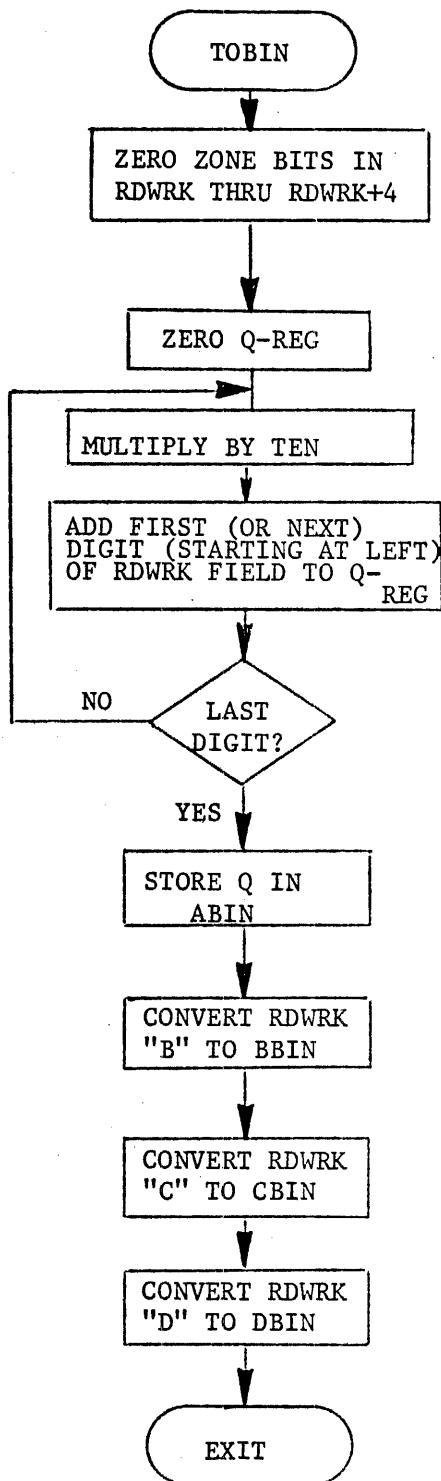 TOBIN
ZERO ZONE BITS IN
RDWRK THRU RDWRK+4
ZERO Q-REG
MULTIPLY BY TEN
ADD FIRST (OR NEXT)
DIGIT (STARTING AT LEFT)
OF RDWRK FIELD TO Q-
REG
NO
LAST
DIGIT?
YES
STORE Q IN
ABIN
CONVERT RDWRK
"B" TO BBIN
CONVERT RDWRK
"C" TO CBIN
CONVERT RDWRK
"D" TO DBIN
EXIT